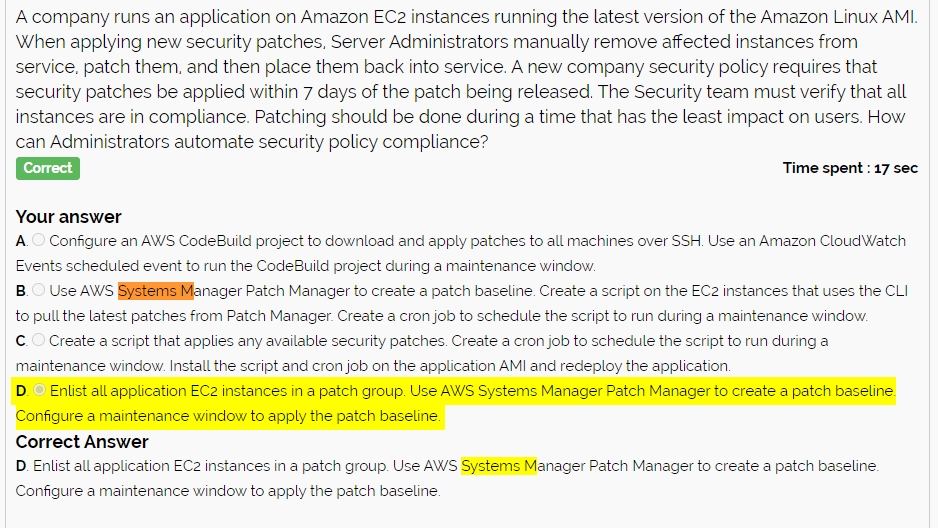 A company runs an application on Amazon EC2 instances running the latest version of the Amazon Linux AMI.
When applying new security patches, Server Administrators manually remove affected instances from
service, patch them, and then place them back into service. A new company security policy requires that
security patches be applied within 7 days of the patch being released. The Security team must verify that all
instances are in compliance. Patching should be done during a time that has the least impact on users. How
can Administrators automate security policy compliance?
Correct
Time spent : 17 sec
Your answer
A. Configure an AWS CodeBuild project to download and apply patches to all machines over SSH. Use an Amazon CloudWatch
Events scheduled event to run the CodeBuild project during a maintenance window.
B. Use AWS Systems Manager Patch Manager to create a patch baseline. Create a script on the EC2 instances that uses the CLI
to pull the latest patches from Patch Manager. Create a cron job to schedule the script to run during a maintenance window.
C. Create a script that applies any available security patches. Create a cron job to schedule the script to run during a
maintenance window. Install the script and cron job on the application AMI and redeploy the application.
D. Enlist all application EC2 instances in a patch group. Use AWS Systems Manager Patch Manager to create a patch baseline.
Configure a maintenance window to apply the patch baseline.
Correct Answer
D. Enlist all application EC2 instances in a patch group. Use AWS Systems Manager Patch Manager to create a patch baseline.
Configure a maintenance window to apply the patch baseline.